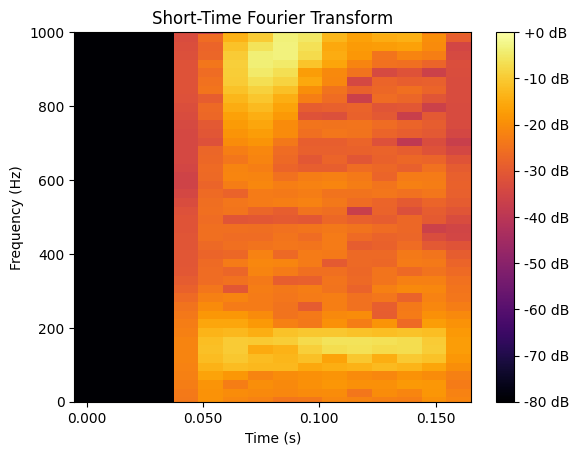 Short-Time Fourier Transform
Frequency (Hz)
1000
800
600
400
200
0
0.000
0.050
0.100
0.150
Time (s)
+0 dB
-10 dB
-20 dB
-30 dB
-40 dB
-50 dB
-60 dB
-70 dB
-80 dB